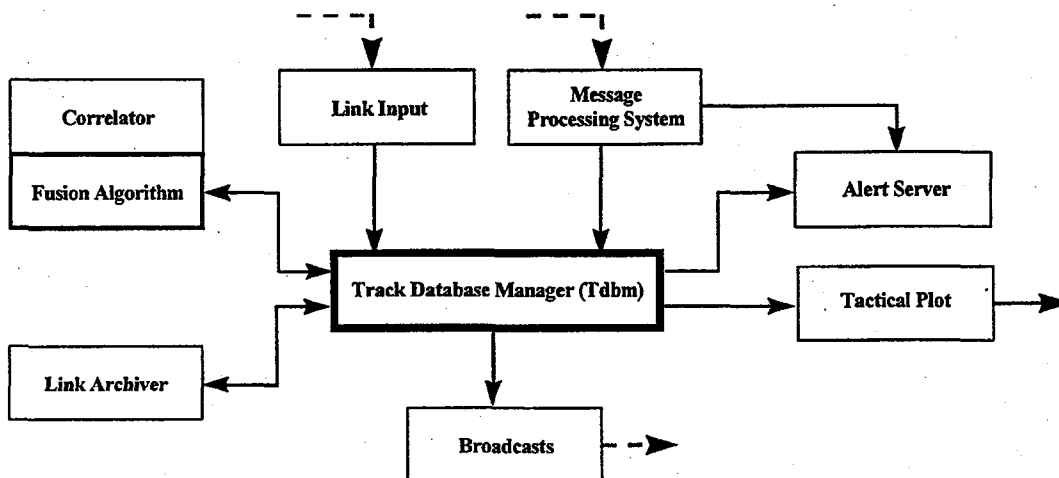 Correlator
Fusion Algorithm
Link Input
Message
Processing System
Alert Server
Track Database Manager (Tdbm)
Tactical Plot
Link Archiver
Broadcasts